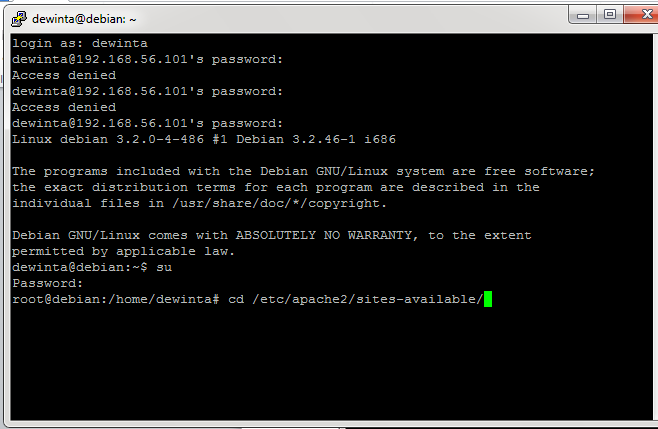 dewinta@debian: ~
login as: dewinta
dewinta@192.168.56.101's password:
Access denied
dewinta@192.168.56.101's password:
Access denied
dewinta@192.168.56.101's password:
Linux debian 3.2.0-4-486 #1 Debian 3.2.46-1 i686
The programs included with the Debian GNU/Linux system are free software;
the exact distribution terms for each program are described in the
individual files in /usr/share/doc/*/copyright.
Debian GNU/Linux comes with ABSOLUTELY NO WARRANTY, to the extent
permitted by applicable law.
dewinta@debian:~$ su
Password:
root@debian:/home/dewinta# cd /etc/apache2/sites-available/